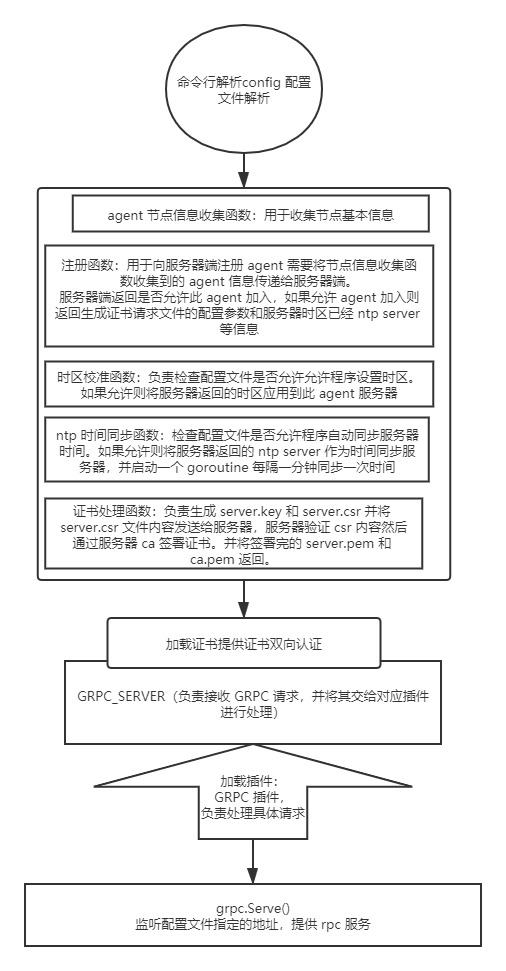 命令行解析config 配置
文件解析
agent 节点信息收集函数：用于收集节点基本信息
注册函数：用于向服务器端注册 agent 需要将节点信息收集函
数收集到的 agent 信息传递给服务器端。
服务器端返回是否允许此 agent 加入，如果允许 agent 加入则
返回生成证书请求文件的配置参数和服务器时区已经 ntp server
等信息
时区校准函数：负责检查配置文件是否允许允许程序设置时区。
如果允许则将服务器返回的时区应用到此 agent 服务器
ntp 时间同步函数：检查配置文件是否允许程序自动同步服务器
时间。如果允许则将服务器返回的 ntp server 作为时间同步服
务器，并启动一个 goroutine 每隔一分钟同步一次时间
证书处理函数：负责生成 server.key 和 server.csr 并将
server.csr 文件内容发送给服务器，服务器验证 csr 内容然后
通过服务器 ca 签署证书。并将签署完的 server.pem 和
ca.pem 返回。
加载证书提供证书双向认证
GRPC_SERVER（负责接收 GRPC 请求，并将其交给对应插件
进行处理）
加载插件：
GRPC 插件，
负责处理具体请求
grpc.Serve()
监听配置文件指定的地址，提供 rpc 服务